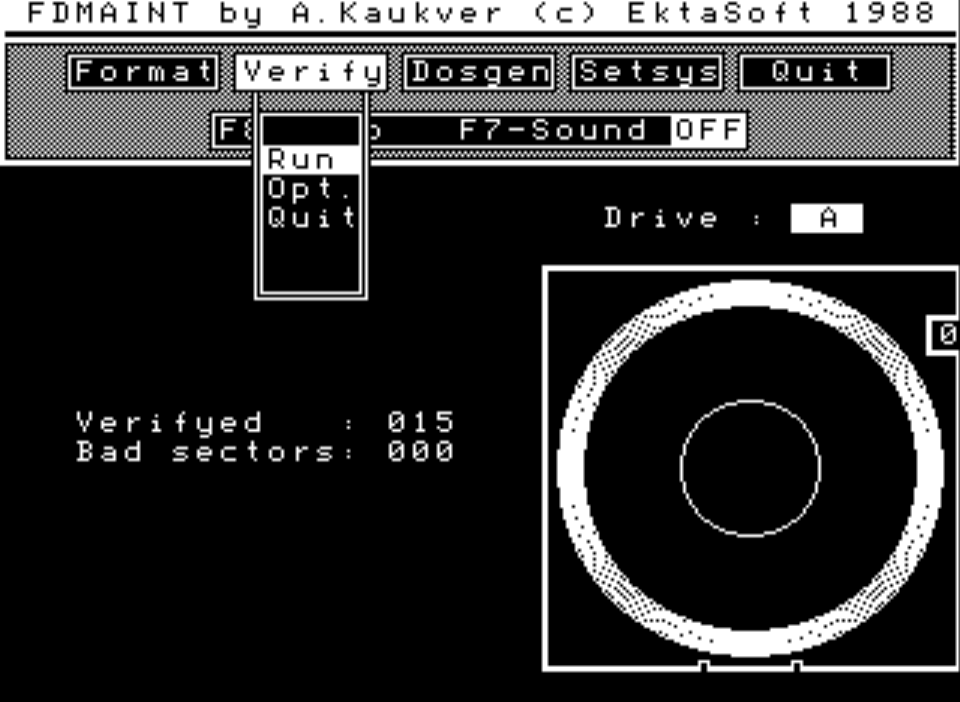 FDMAINT by A.Kaukver (c) EktaSoft 1988
Format Verify Dosgen Setsys Quit
F7-Sound OFF
Run
Opt.
Quit
Drive : A
0
Verifyed : 015
Bad sectors: 000